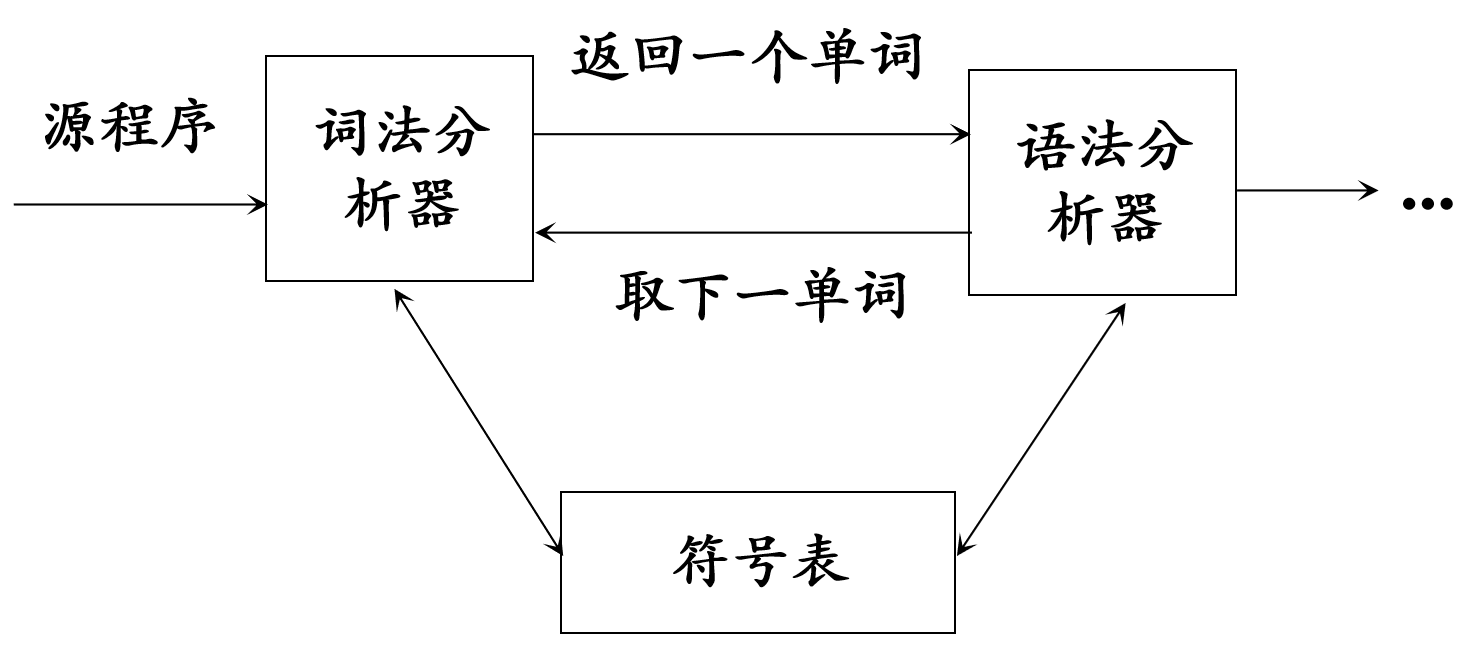 返回一个单词
源程序
词法分
析器
语法分
析器
...
取下一单词
符号表